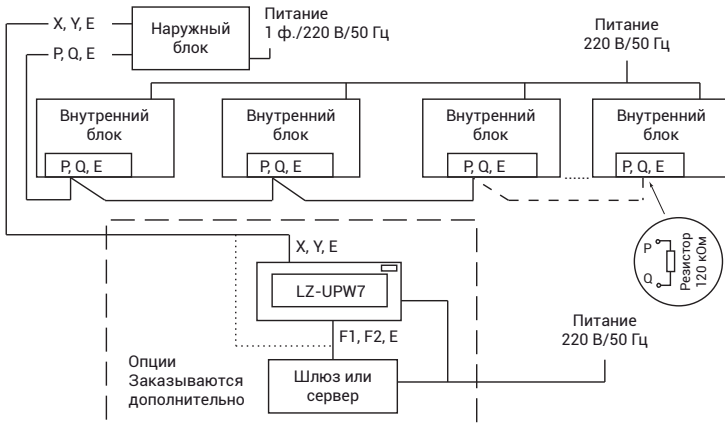 X, Y, E
P, Q, E
Наружный
блок
Питание
1 ф./220 В/50 Гц
Питание
220 В/50 Гц
Внутренний
блок
P, Q, E
Внутренний
блок
P, Q, E
Внутренний
блок
P, Q, E
Внутренний
блок
P, Q, E
P
Q
Резистор
120 кОм
X, Y, E
LZ-UPW7
F1, F2, E
Шлюз или
сервер
Опции
Заказываются
дополнительно
Питание
220 В/50 Гц